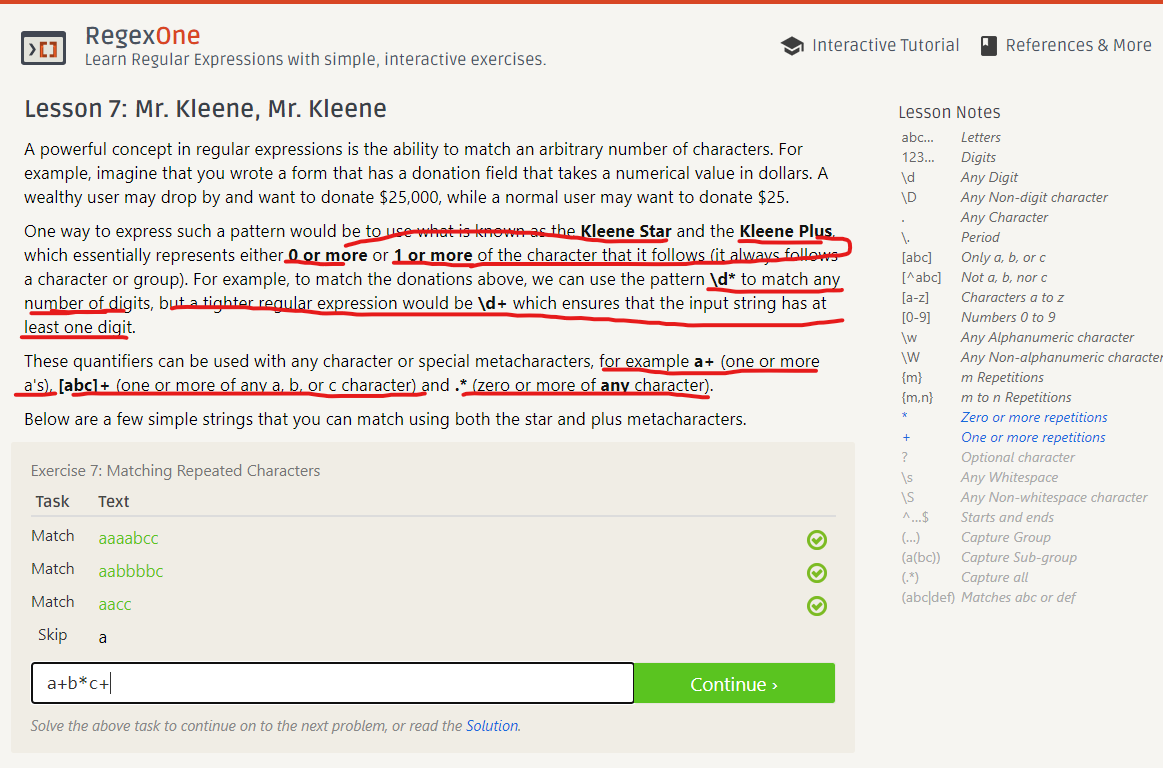 RegexOne
Learn Regular Expressions with simple, interactive exercises.
Interactive Tutorial
References & More
Lesson 7: Mr. Kleene, Mr. Kleene
A powerful concept in regular expressions is the ability to match an arbitrary number of characters. For
example, imagine that you wrote a form that has a donation field that takes a numerical value in dollars. A
wealthy user may drop by and want to donate $25,000, while a normal user may want to donate $25.
One way to express such a pattern would be to use what is known as the Kleene Star and the Kleene Plus,
which essentially represents either 0 or more or 1 or more of the character that it follows (it always follows
a character or group). For example, to match the donations above, we can use the pattern \d* to match any
number of digits, but a tighter regular expression would be \d+ which ensures that the input string has at
least one digit.
These quantifiers can be used with any character or special metacharacters, for example a+ (one or more
a's), [abc]+ (one or more of any a, b, or c character) and .* (zero or more of any character).
Below are a few simple strings that you can match using both the star and plus metacharacters.
Exercise 7: Matching Repeated Characters
Task Text
Match aaaabcc
Match aabbbbc
Match aacc
Skip a
a+b*c+
Continue ›
Solve the above task to continue on to the next problem, or read the Solution.
Lesson Notes
abc... Letters
123... Digits
\d Any Digit
\D Any Non-digit character
. Any Character
\. Period
[abc] Only a, b, or c
[^abc] Not a, b, nor c
[a-z] Characters a to z
[0-9] Numbers 0 to 9
\w Any Alphanumeric character
\W Any Non-alphanumeric character
{m} m Repetitions
{m,n} m to n Repetitions
* Zero or more repetitions
+ One or more repetitions
? Optional character
\s Any Whitespace
\S Any Non-whitespace character
^...$ Starts and ends
(...) Capture Group
(a(bc)) Capture Sub-group
(.*) Capture all
(abc|def) Matches abc or def